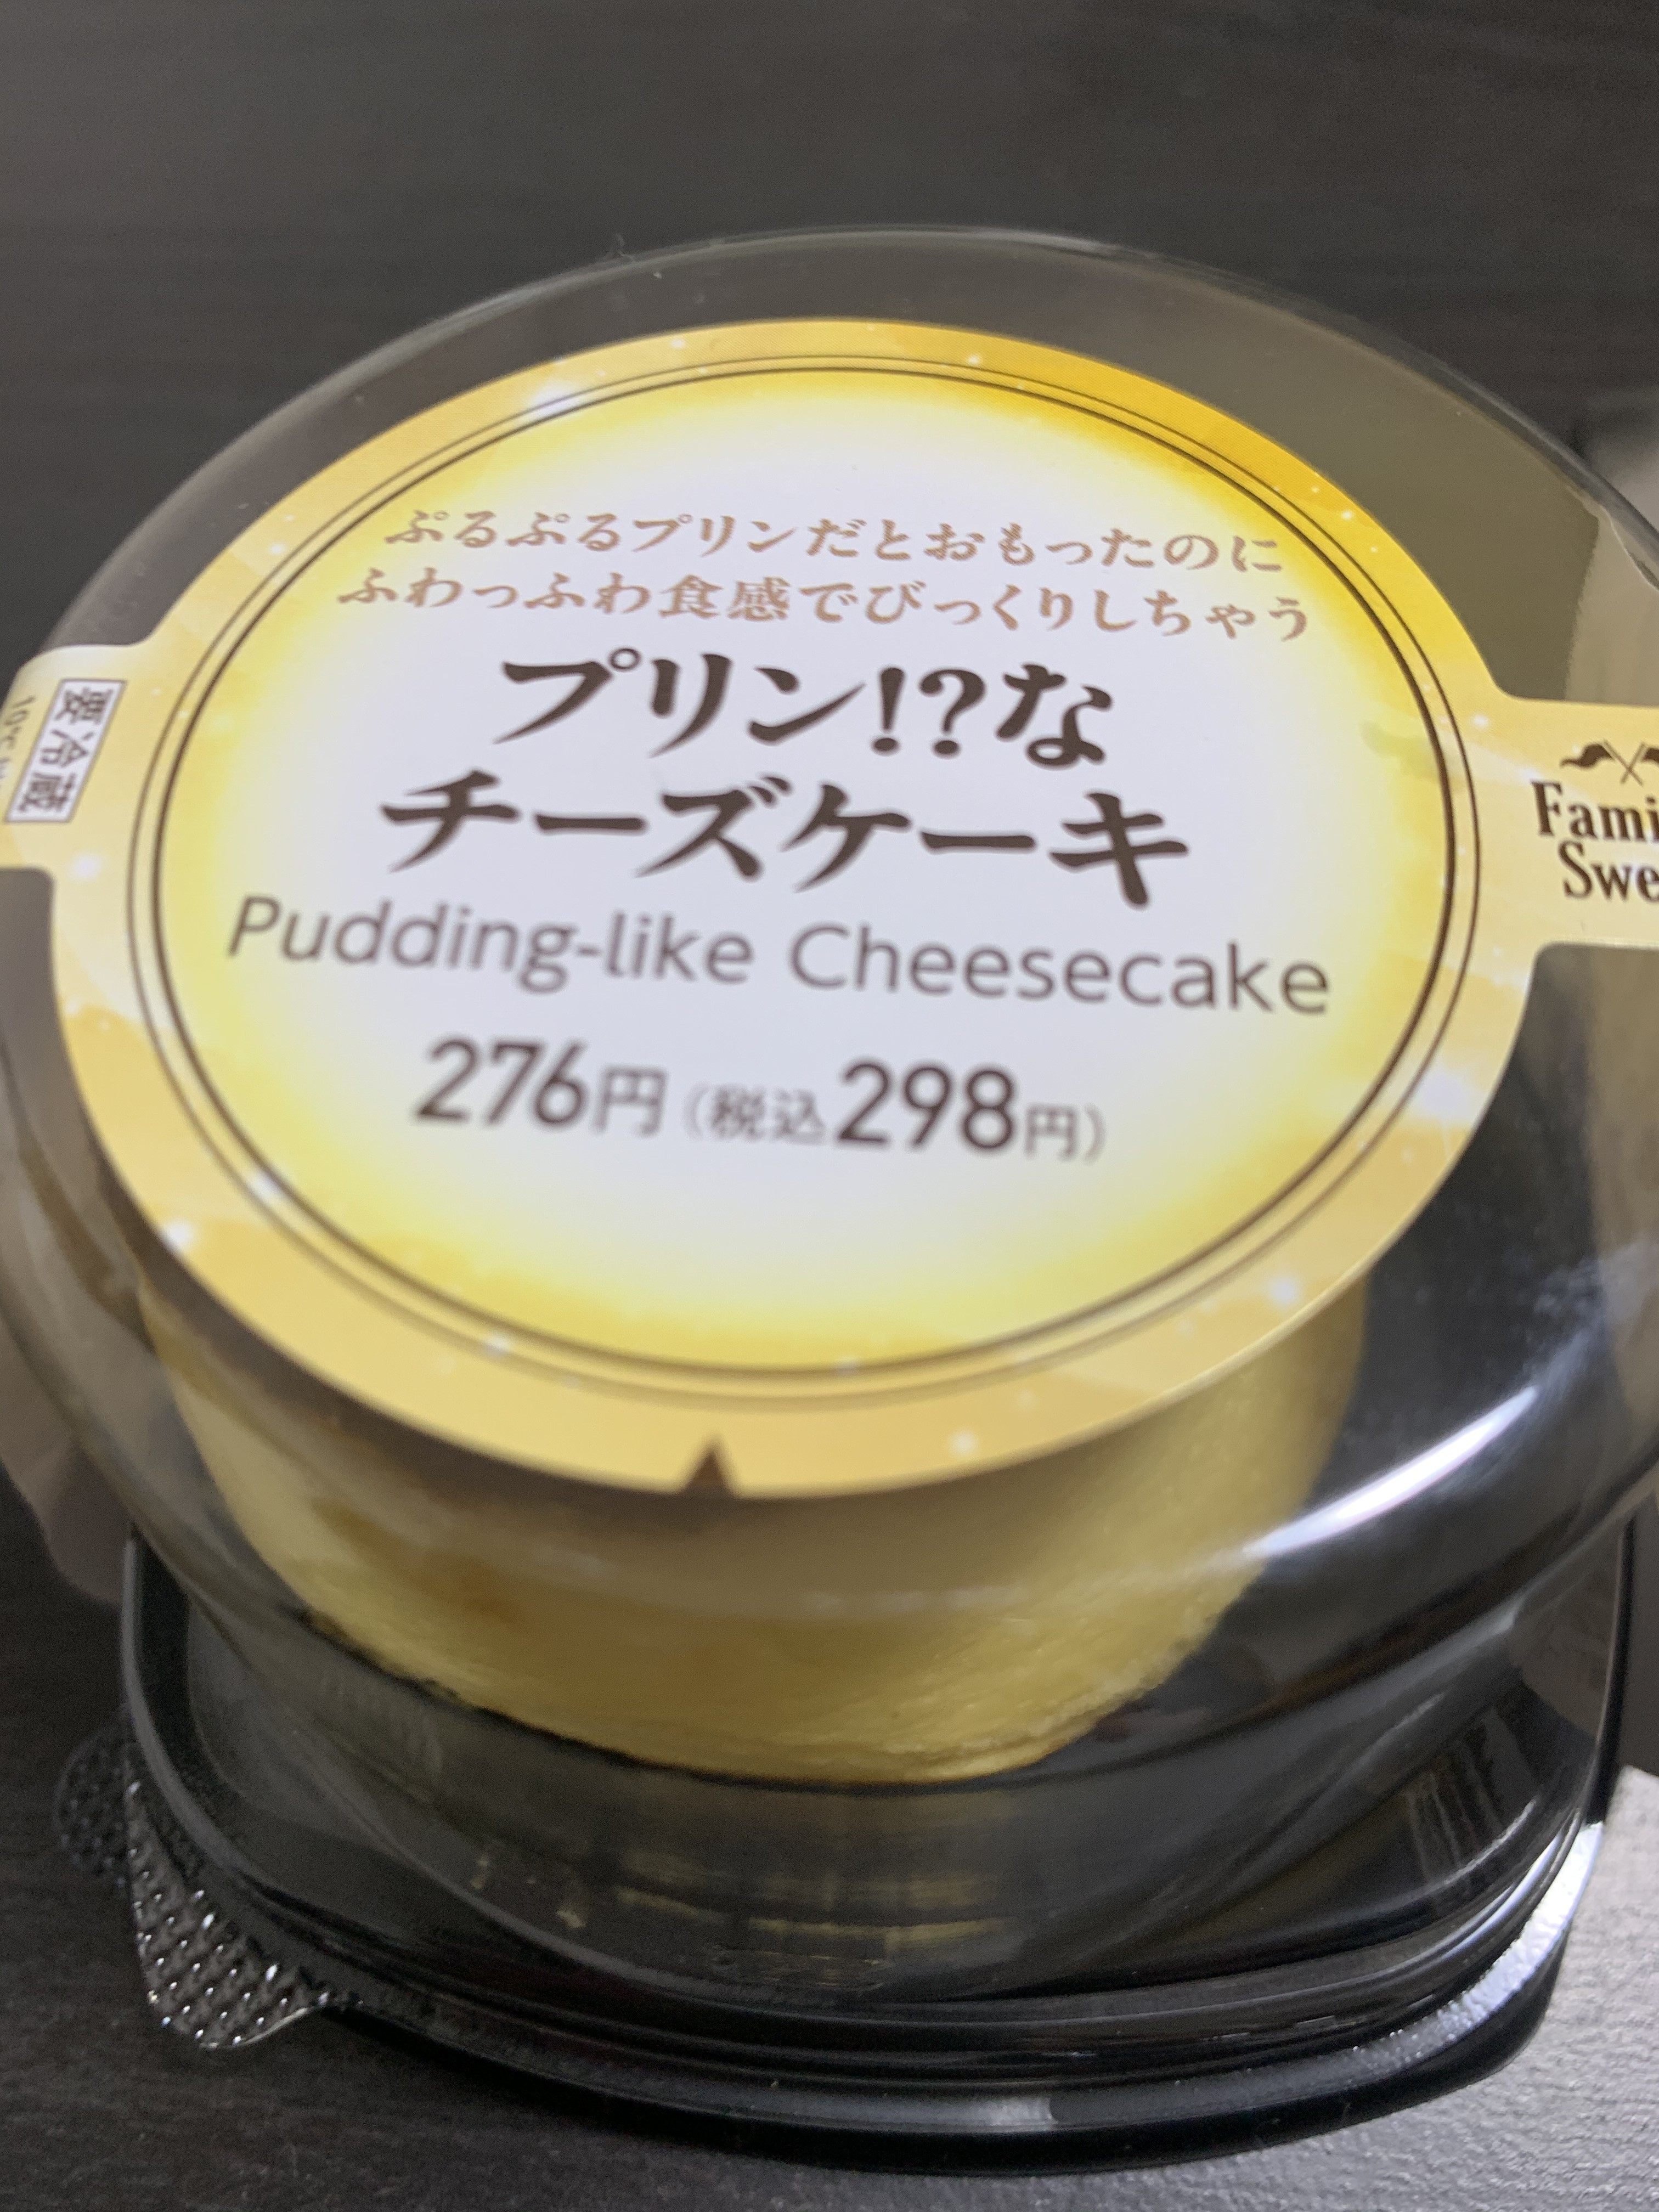 ぷるぷるプリンだとおもったのに
ふわっふわ食感でびっくりしちゃう
プリン!?な
チーズケーキ
Pudding-like Cheesecake
276円(税込298円)
要冷蔵
10℃
Fami
Swe